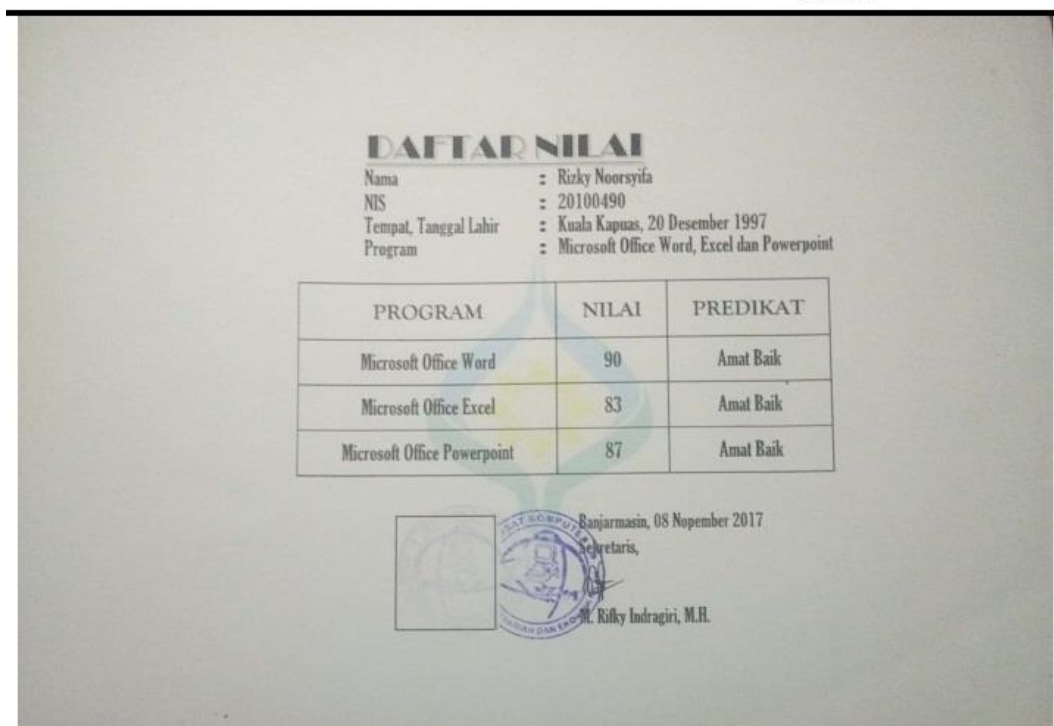 DAFTAR NILAI
Nama : Rizky Noorsyifa
NIS : 20100490
Tempat, Tanggal Lahir : Kuala Kapuas, 20 Desember 1997
Program : Microsoft Office Word, Excel dan Powerpoint
PROGRAM NILAI PREDIKAT
Microsoft Office Word 90 Amat Baik
Microsoft Office Excel 83 Amat Baik
Microsoft Office Powerpoint 87 Amat Baik
Banjarmasin, 08 Nopember 2017
Sekretaris,
M. Rifky Indragiri, M.H.